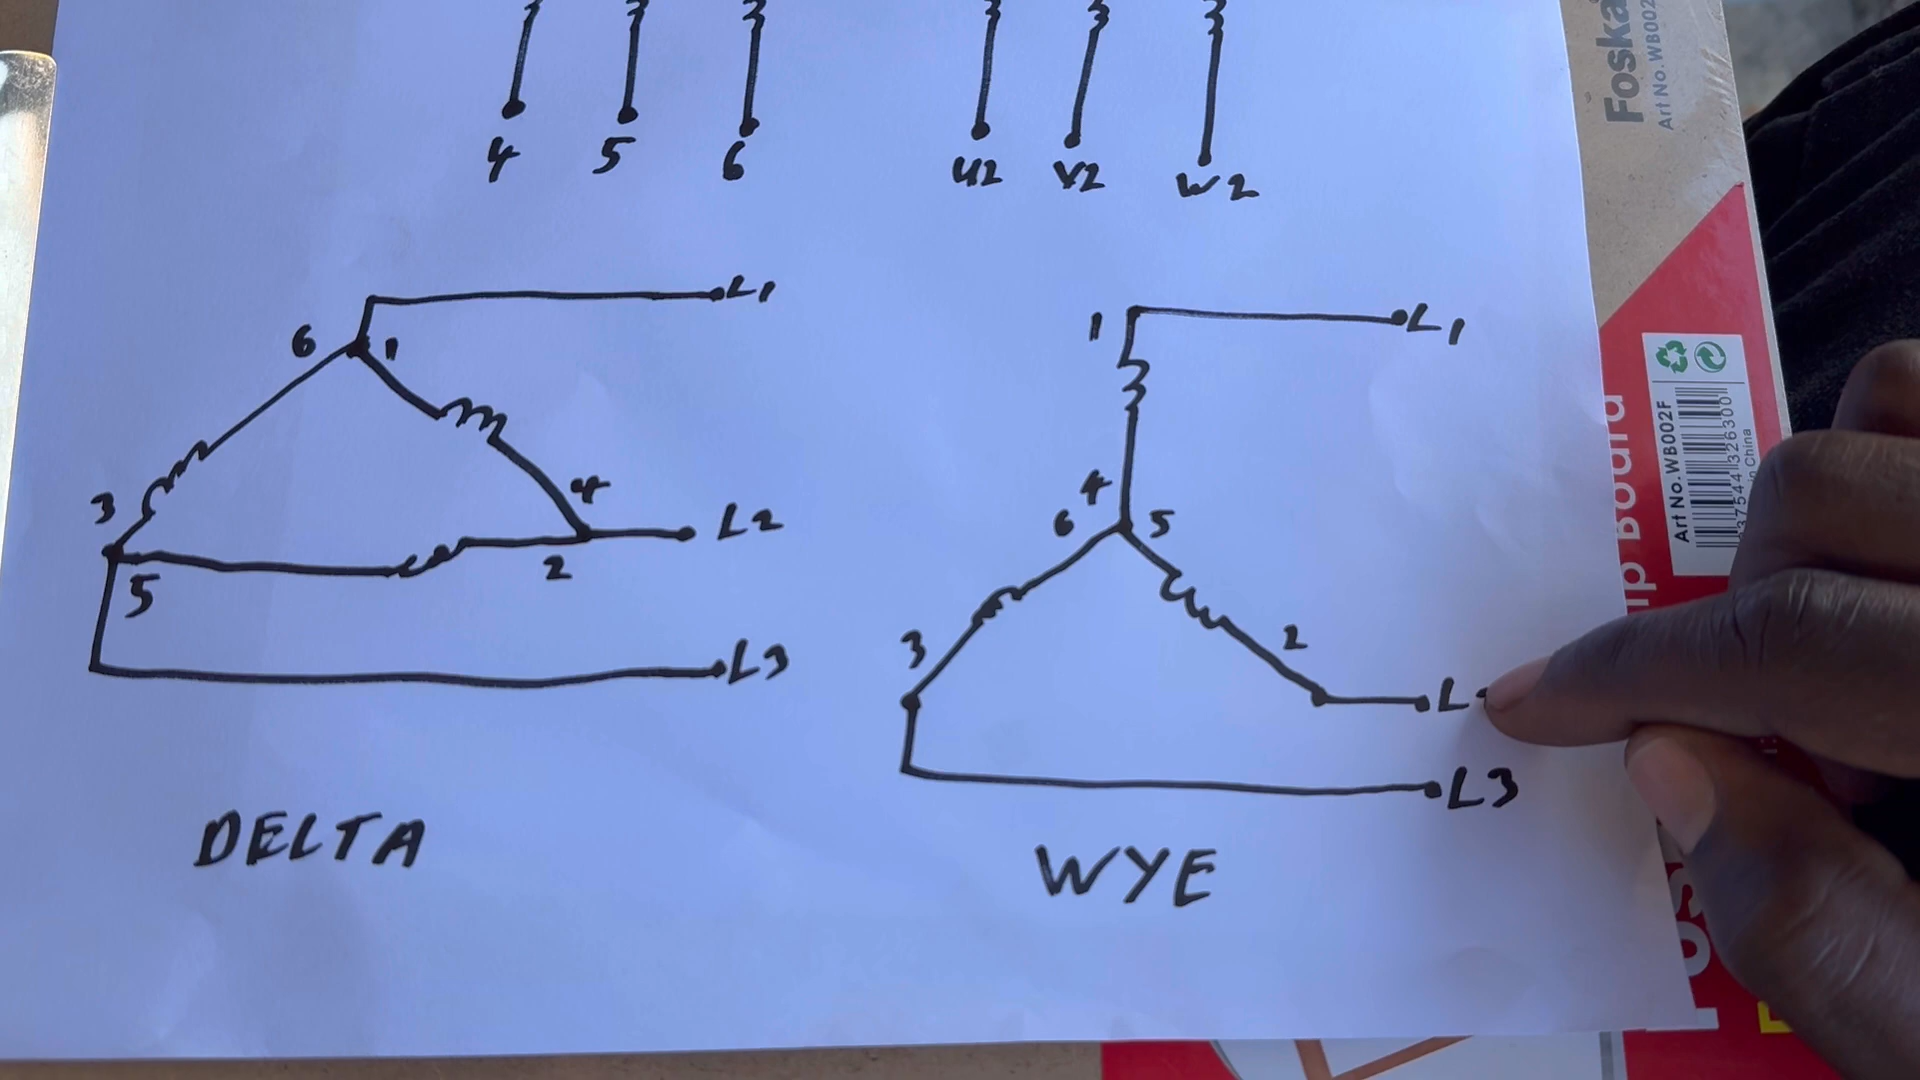 4 5 6 U2 V2 W2
L1
6 1
3
4
L2
5
2
L3
DELTA
1
L1
4
6 5
3
2
L3
WYE
Foska
Art No.WB002
Art No.WB002F